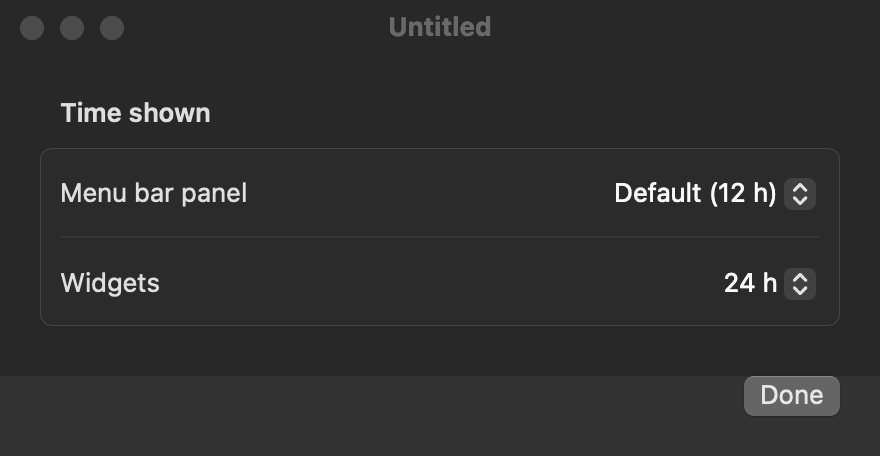 Untitled
Time shown
Menu bar panel Default (12 h)
Widgets 24 h
Done